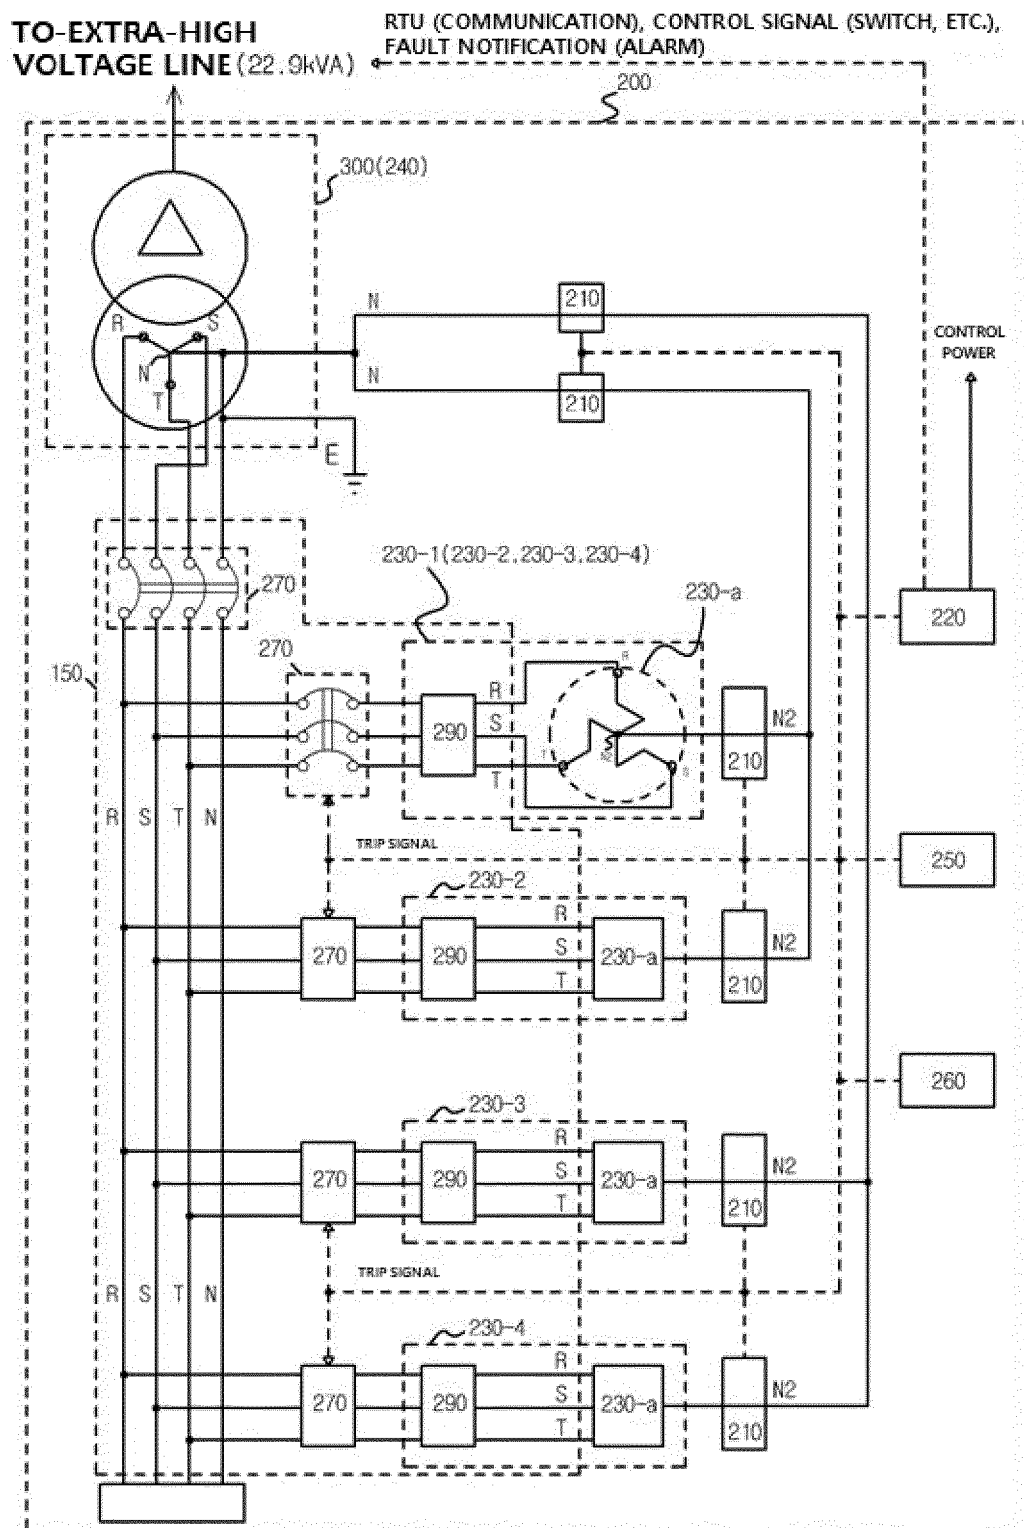 TO-EXTRA-HIGH
VOLTAGE LINE(22.9kVA)
RTU (COMMUNICATION), CONTROL SIGNAL (SWITCH, ETC.),
FAULT NOTIFICATION (ALARM)
200
300(240)
R
S
N
T
N
210
N
210
CONTROL
POWER
E
230-1(230-2.230-3.230-4)
230-a
270
220
270
150
R
S
T
290
R
T
S
N2
N2
210
R
S
T
N
TRIP SIGNAL
250
230-2
R
S
T
270
290
230-a
N2
210
260
230-3
R
S
T
270
290
230-a
N2
210
TRIP SIGNAL
R
S
T
N
230-4
R
S
T
270
290
230-a
N2
210